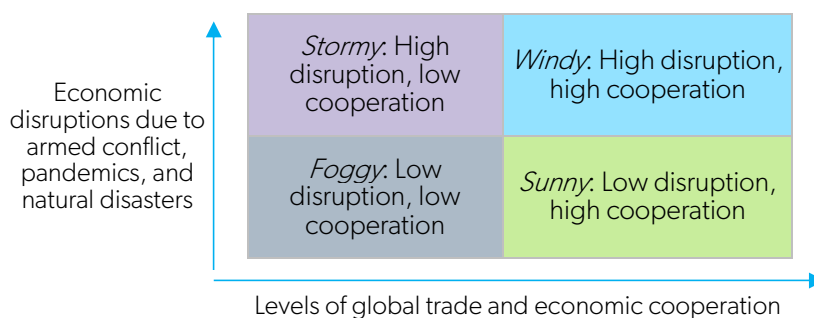 Economic
disruptions due to
armed conflict,
pandemics, and
natural disasters
Stormy: High
disruption, low
cooperation
Windy: High disruption,
high cooperation
Foggy: Low
disruption, low
cooperation
Sunny: Low disruption,
high cooperation
Levels of global trade and economic cooperation